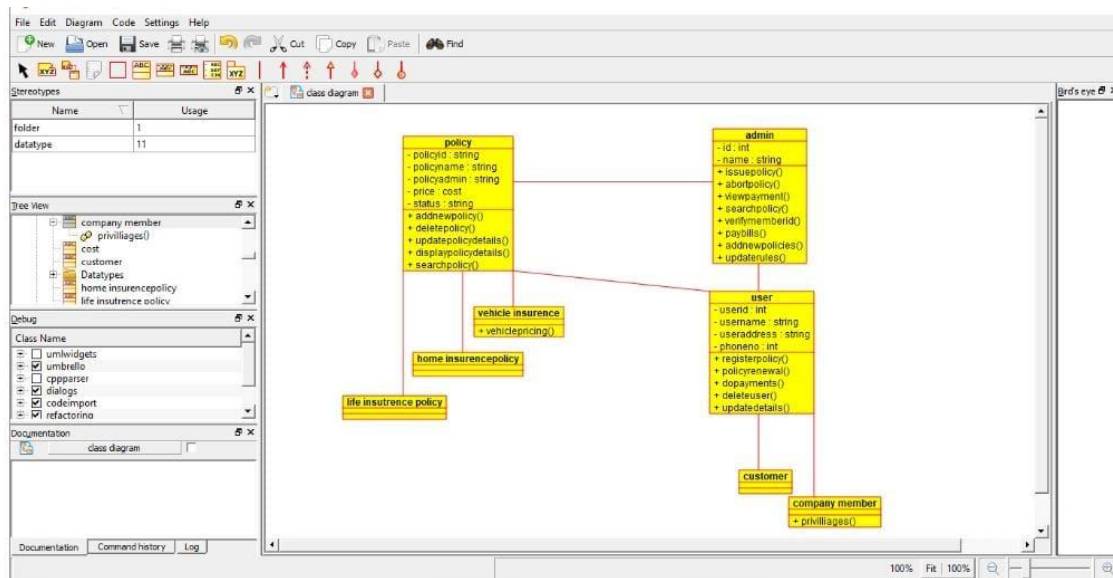 File Edit Diagram Code Settings Help
New Open Save Cut Copy Paste Find
XYZ ABC ABC ABC XYZ
Stereotypes
class diagram
Bird's eye
Name Usage
folder 1
datatype 11
Tree View
company member
privilliages()
cost
customer
Datatypes
home insurencepolicy
life insutrence policy
Debug
Class Name
umlwidgets
umbrello
cppparser
dialogs
codeimport
refactoring
Documentation
class diagram
Documentation Command history Log
policy
- policyid : string
- policyname : string
- policyadmin : string
- price : cost
- status : string
+ addnewpolicy()
+ deletepolicy()
+ updatepolicydetails()
+ displaypolicydetails()
+ searchpolicy()
admin
- id : int
- name : string
+ issuepolicy()
+ abortpolicy()
+ viewpayment()
+ searchpolicy()
+ verifymemberid()
+ paybills()
+ addnewpolicies()
+ updaterules()
vehicle insurence
+ vehiclepricing()
home insurencepolicy
life insutrence policy
user
- userid : int
- username : string
- useraddress : string
- phoneno : int
+ registerpolicy()
+ policyrenewal()
+ dopayments()
+ deleteuser()
+ updatedetails()
customer
company member
+ privilliages()
100% Fit 100%